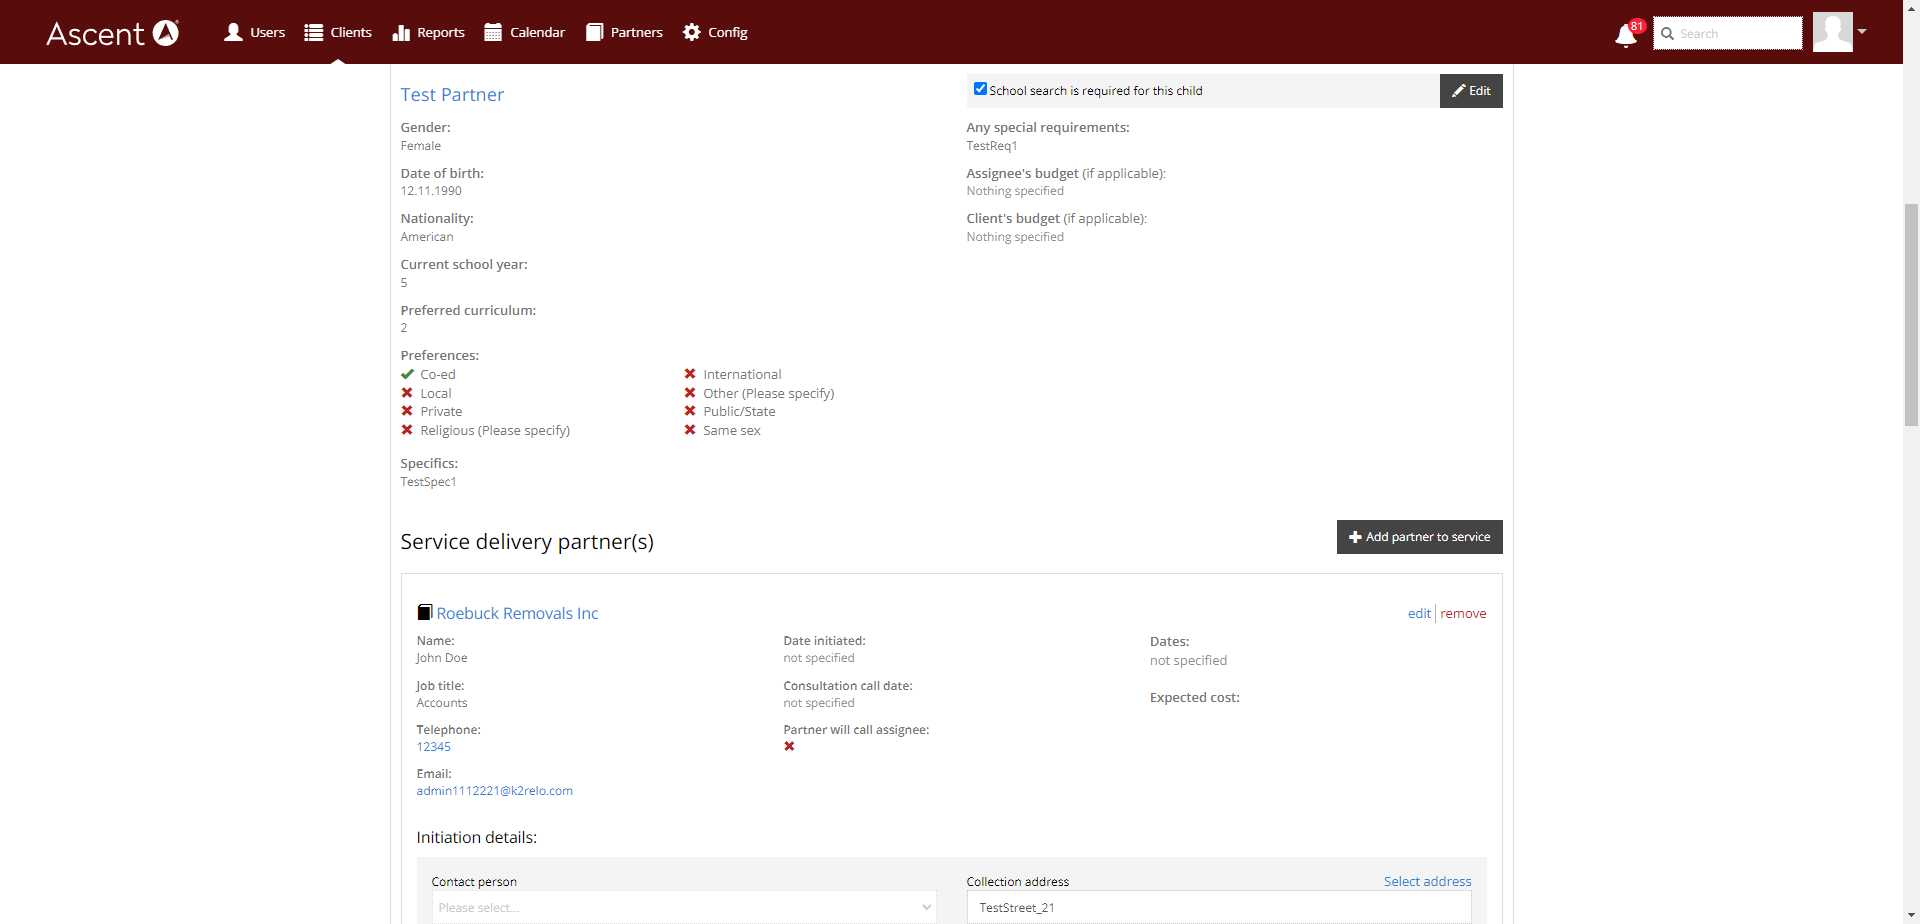 Ascent
Users
Clients
Reports
Calendar
Partners
Config
81
Search
Test Partner
School search is required for this child
Edit
Gender:
Female
Date of birth:
12.11.1990
Nationality:
American
Current school year:
5
Preferred curriculum:
2
Any special requirements:
TestReq1
Assignee's budget (if applicable):
Nothing specified
Client's budget (if applicable):
Nothing specified
Preferences:
Co-ed
Local
Private
Religious (Please specify)
International
Other (Please specify)
Public/State
Same sex
Specifics:
TestSpec1
Service delivery partner(s)
Add partner to service
Roebuck Removals Inc
edit
remove
Name:
John Doe
Job title:
Accounts
Telephone:
12345
Email:
admin1112221@k2relo.com
Date initiated:
not specified
Consultation call date:
not specified
Partner will call assignee:
Dates:
not specified
Expected cost:
Initiation details:
Contact person
Please select...
Collection address
Select address
TestStreet_21